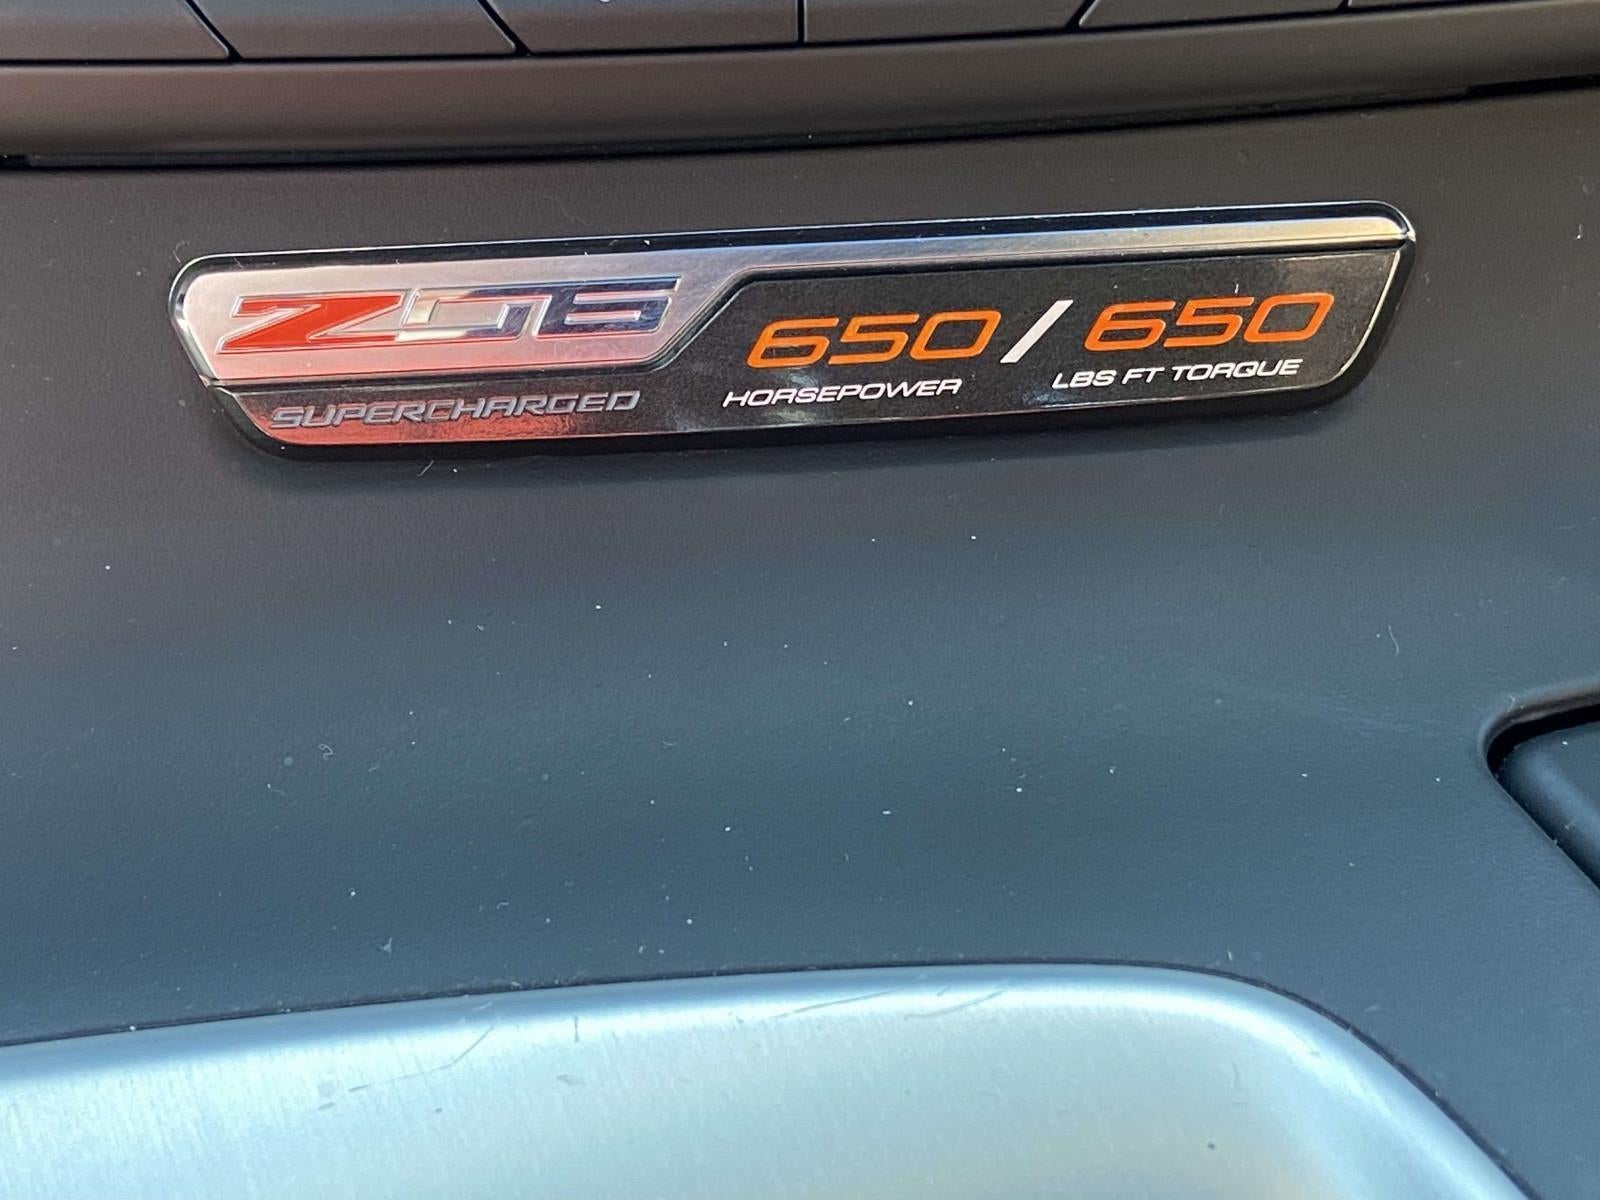 Z06 650 / 650
SUPERCHARGED HORSEPOWER LBS FT TORQUE